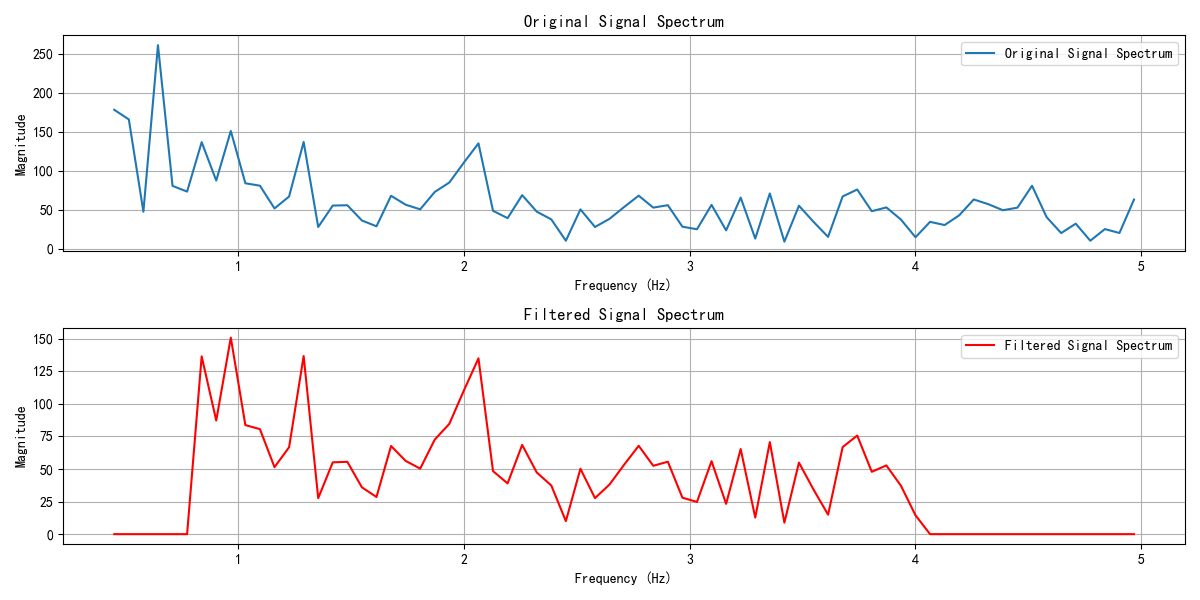 Original Signal Spectrum
Original Signal Spectrum
250
200
150
100
50
0
Magnitude
1 2 3 4 5
Frequency (Hz)
Filtered Signal Spectrum
Filtered Signal Spectrum
150
125
100
75
50
25
0
Magnitude
1 2 3 4 5
Frequency (Hz)